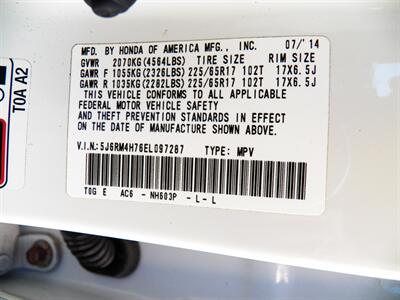 MFD. BY HONDA OF AMERICA MFG., INC. 07/'14
GVWR 2070KG(4564LBS) TIRE SIZE RIM SIZE
GAWR F 1055KG(2326LBS) 225/65R17 102T 17X6.5J
GAWR R 1035KG(2282LBS) 225/65R17 102T 17X6.5J
THIS VEHICLE CONFORMS TO ALL APPLICABLE
FEDERAL MOTOR VEHICLE SAFETY
AND THEFT PREVENTION STANDARDS
IN EFFECT ON THE DATE
OF MANUFACTURE SHOWN ABOVE.
V.I.N.: 5J6RM4H76EL097287 TYPE: MPV
T0G E AC6 - NH603P - L - L
T0A A2